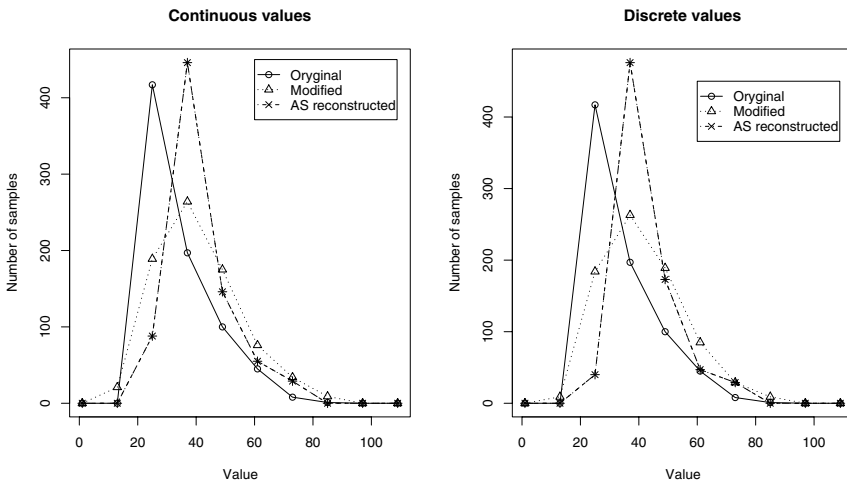 Continuous values
Number of samples
400
300
200
100
0
Oryginal
Modified
AS reconstructed
0 20 40 60 80 100
Value
Discrete values
Number of samples
400
300
200
100
0
Oryginal
Modified
AS reconstructed
0 20 40 60 80 100
Value